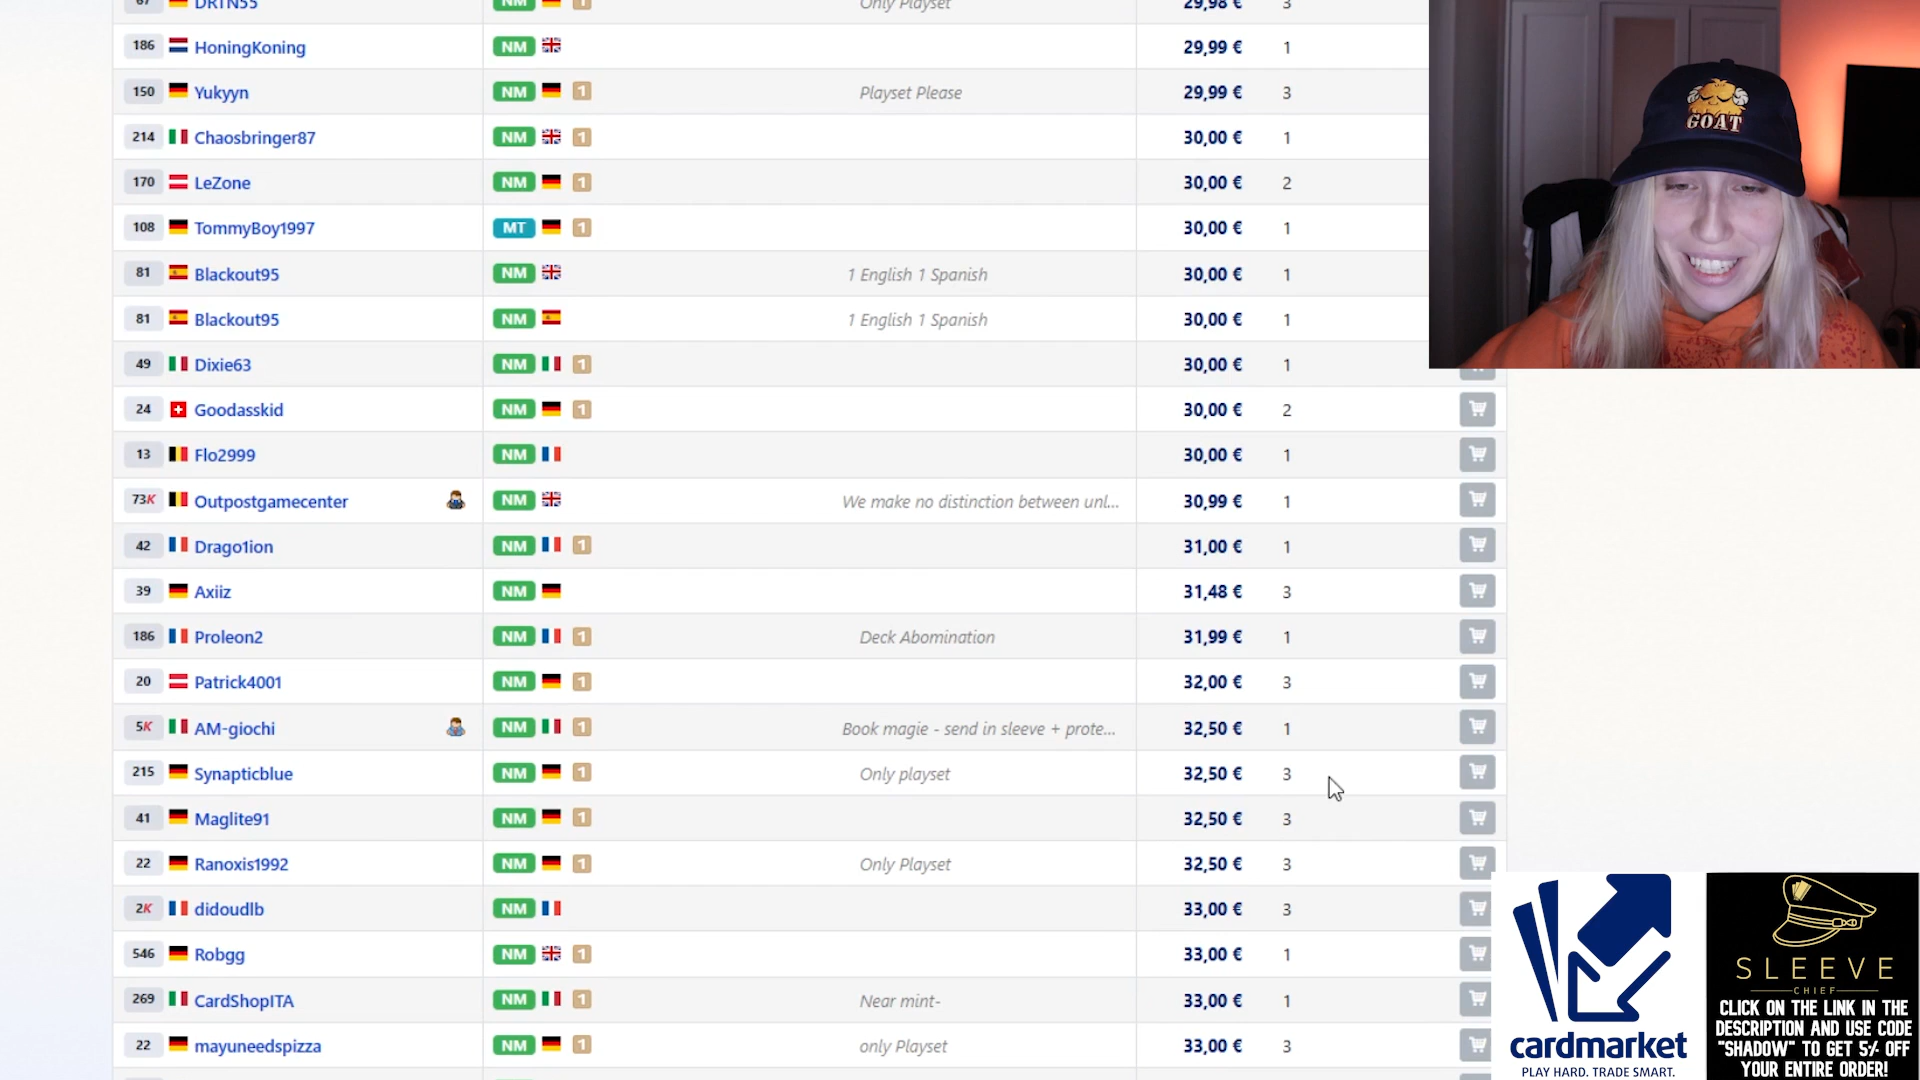 67 DRTN55 NM 1 Only Playset 29,98 € 3
186 HoningKoning NM 29,99 € 1
150 Yukyyn NM 1 Playset Please 29,99 € 3
214 Chaosbringer87 NM 1 30,00 € 1
170 LeZone NM 1 30,00 € 2
108 TommyBoy1997 MT 1 30,00 € 1
81 Blackout95 NM 1 English 1 Spanish 30,00 € 1
81 Blackout95 NM 1 English 1 Spanish 30,00 € 1
49 Dixie63 NM 1 30,00 € 1
24 Goodasskid NM 1 30,00 € 2
13 Flo2999 NM 30,00 € 1
73K Outpostgamecenter NM We make no distinction between unl... 30,99 € 1
42 Drago1ion NM 1 31,00 € 1
39 Axiiz NM 31,48 € 3
186 Proleon2 NM 1 Deck Abomination 31,99 € 1
20 Patrick4001 NM 1 32,00 € 3
5K AM-giochi NM 1 Book magie - send in sleeve + prote... 32,50 € 1
215 Synapticblue NM 1 Only playset 32,50 € 3
41 Maglite91 NM 1 32,50 € 3
22 Ranoxis1992 NM 1 Only Playset 32,50 € 3
2K didoudlb NM 33,00 € 3
546 Robgg NM 1 33,00 € 1
269 CardShopITA NM 1 Near mint- 33,00 € 1
22 mayuneedspizza NM 1 only Playset 33,00 € 3
GOAT
cardmarket
PLAY HARD. TRADE SMART.
SLEEVE
CHIEF
CLICK ON THE LINK IN THE
DESCRIPTION AND USE CODE
"SHADOW" TO GET 5% OFF
YOUR ENTIRE ORDER!